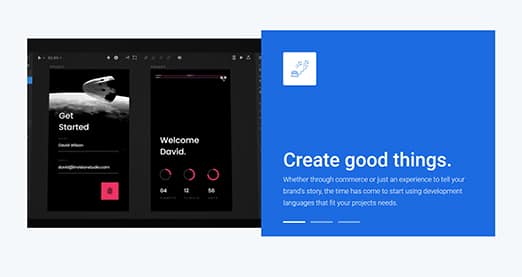 Get
Started
David Wilson
david@invisionstudio.com
Welcome
David.
64
12
56
Create good things.
Whether through commerce or just an experience to tell your
brand's story, the time has come to start using development
languages that fit your projects needs.